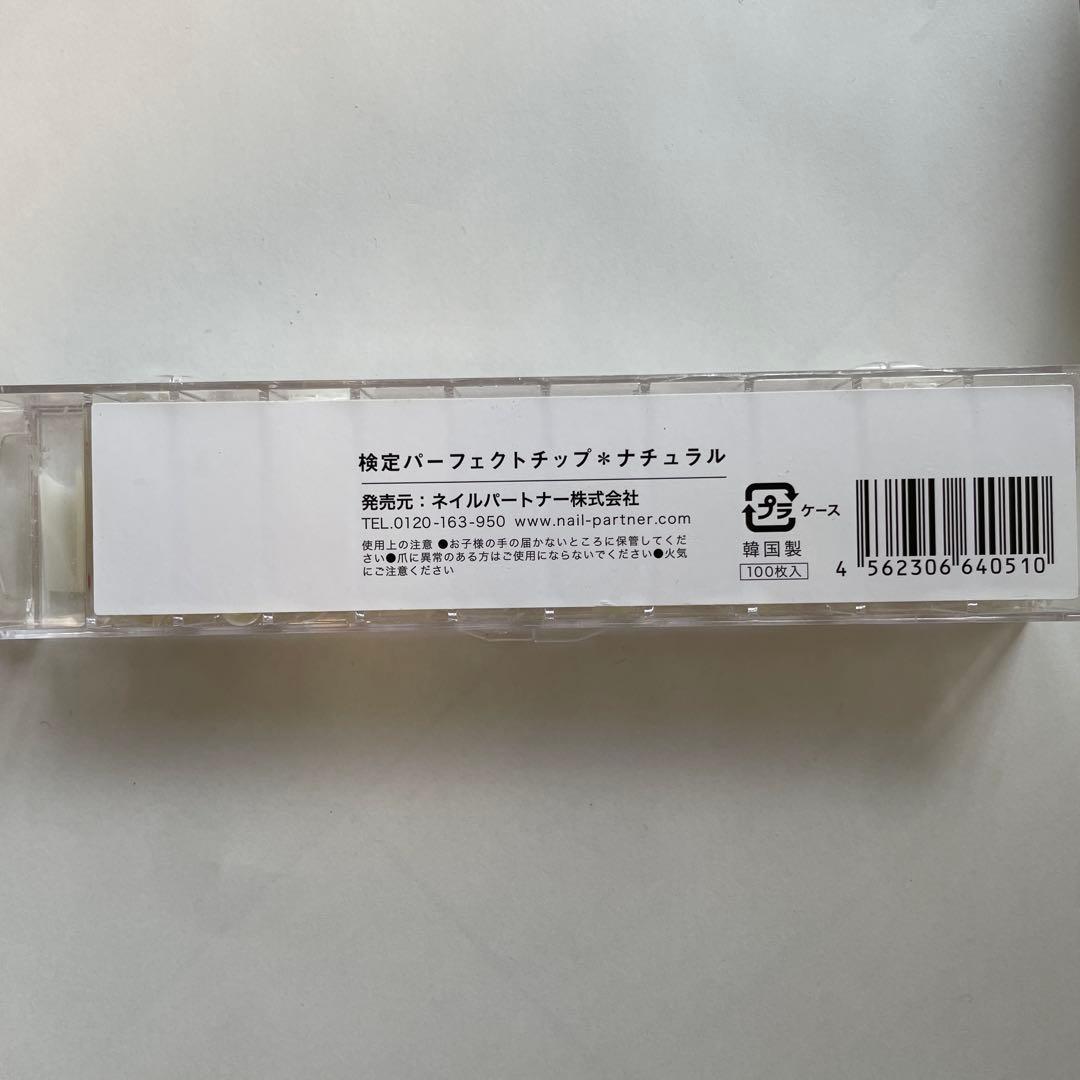 検定パーフェクトチップ＊ナチュラル
発売元：ネイルパートナー株式会社
TEL.0120-163-950 www.nail-partner.com
使用上の注意 ●お子様の手の届かないところに保管してくだ
さい●爪に異常のある方はご使用にならないでください●火気
にご注意ください
プラ ケース
韓国製
100枚入
4 562306 640510